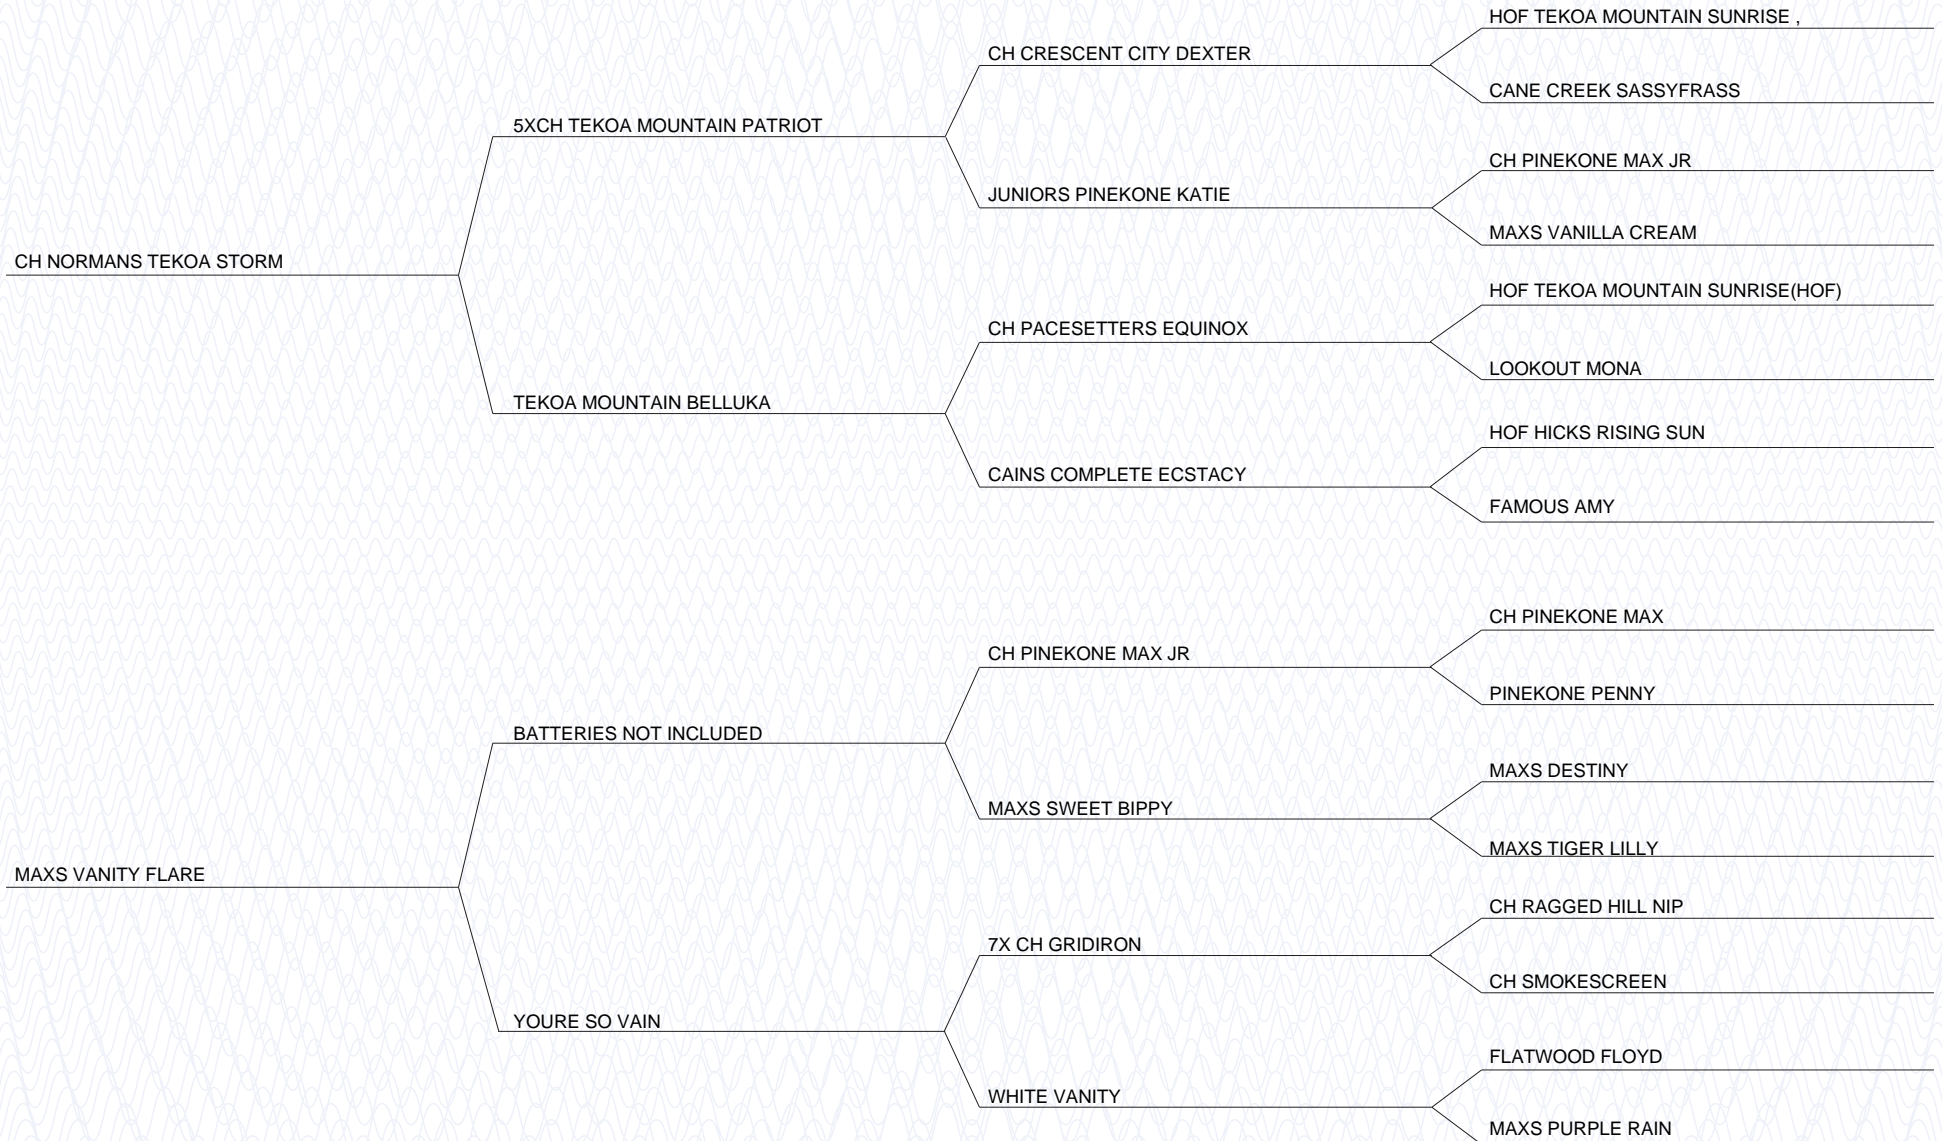 HOF TEKOA MOUNTAIN SUNRISE ,
CH CRESCENT CITY DEXTER
CANE CREEK SASSYFRASS
5XCH TEKOA MOUNTAIN PATRIOT
CH PINEKONE MAX JR
JUNIORS PINEKONE KATIE
MAXS VANILLA CREAM
CH NORMANS TEKOA STORM
HOF TEKOA MOUNTAIN SUNRISE(HOF)
CH PACESETTERS EQUINOX
LOOKOUT MONA
TEKOA MOUNTAIN BELLUKA
HOF HICKS RISING SUN
CAINS COMPLETE ECSTACY
FAMOUS AMY
CH PINEKONE MAX
CH PINEKONE MAX JR
PINEKONE PENNY
BATTERIES NOT INCLUDED
MAXS DESTINY
MAXS SWEET BIPPY
MAXS TIGER LILLY
MAXS VANITY FLARE
CH RAGGED HILL NIP
7X CH GRIDIRON
CH SMOKESCREEN
YOURE SO VAIN
FLATWOOD FLOYD
WHITE VANITY
MAXS PURPLE RAIN